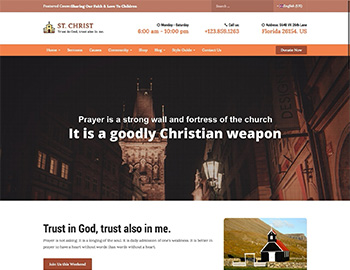 Featured Event: Sharing Our Faith & Love To Children
English (US)
ST. CHRIST
Trust in God, trust also in me.
Monday - Saturday
6:00 am - 10:00 pm
Call us:
+123.859.1263
Florida 26154, US
Home
Sermons
Causes
Community
Shop
Blog
Style Guide
Contact Us
Donate Now
Prayer is a strong wall and fortress of the church
It is a goodly Christian weapon
Trust in God, trust also in me.
Prayer is not asking. It is a longing of the soul. It is daily admission of one's weakness. It is better in
prayer to have a heart without words than words without a heart.
Join Us this Weekend!